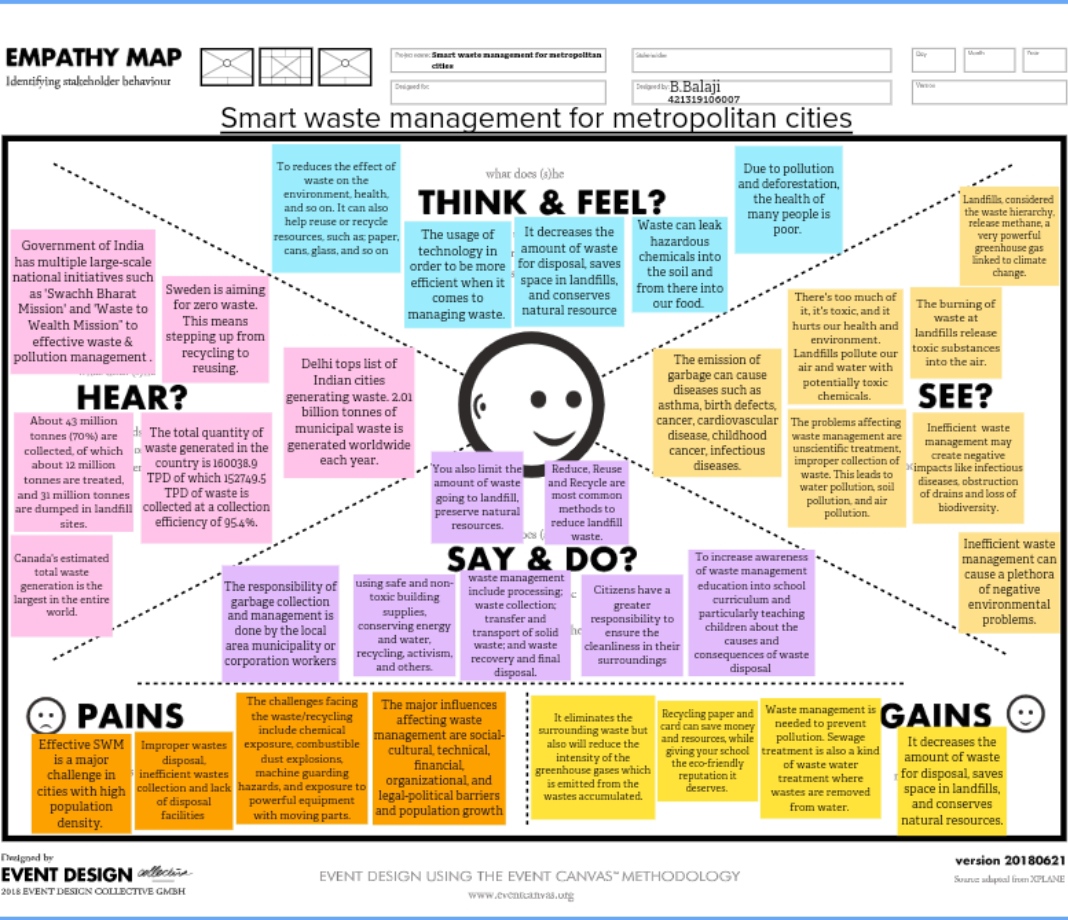 EMPATHY MAP
Identifying stakeholder behaviour
Project name:
Smart waste management for metropolitan
cities
Designed for:
Stakeholder:
Designed by:
B.Balaji
421319106007
Day
Month
Year
Version
Smart waste management for metropolitan cities
what does (s)he
THINK & FEEL?
To reduces the effect of
waste on the
environment, health,
and so on. It can also
help reuse or recycle
resources, such as; paper,
cans, glass, and so on
The usage of
technology in
order to be more
efficient when it
comes to
managing waste.
It decreases the
amount of waste
for disposal, saves
space in landfills,
and conserves
natural resource
Waste can leak
hazardous
chemicals into
the soil and
from there into
our food.
Due to pollution
and deforestation,
the health of
many people is
poor.
HEAR?
Government of India
has multiple large-scale
national initiatives such
as 'Swachh Bharat
Mission' and 'Waste to
Wealth Mission" to
effective waste &
pollution management .
Sweden is aiming
for zero waste.
This means
stepping up from
recycling to
reusing.
Delhi tops list of
Indian cities
generating waste. 2.01
billion tonnes of
municipal waste is
generated worldwide
each year.
About 43 million
tonnes (70%) are
collected, of which
about 12 million
tonnes are treated,
and 31 million tonnes
are dumped in landfill
sites.
The total quantity of
waste generated in the
country is 160038.9
TPD of which 152749.5
TPD of waste is
collected at a collection
efficiency of 95.4%.
Canada's estimated
total waste
generation is the
largest in the entire
world.
SEE?
Landfills, considered
the waste hierarchy,
release methane, a
very powerful
greenhouse gas
linked to climate
change.
There's too much of
it, it's toxic, and it
hurts our health and
environment.
Landfills pollute our
air and water with
potentially toxic
chemicals.
The burning of
waste at
landfills release
toxic substances
into the air.
The emission of
garbage can cause
diseases such as
asthma, birth defects,
cancer, cardiovascular
disease, childhood
cancer, infectious
diseases.
The problems affecting
waste management are
unscientific treatment,
improper collection of
waste. This leads to
water pollution, soil
pollution, and air
pollution.
Inefficient waste
management may
create negative
impacts like infectious
diseases, obstruction
of drains and loss of
biodiversity.
Inefficient waste
management can
cause a plethora
of negative
environmental
problems.
You also limit the
amount of waste
going to landfill,
preserve natural
resources.
Reduce, Reuse
and Recycle are
most common
methods to
reduce landfill
waste.
SAY & DO?
The responsibility of
garbage collection
and management is
done by the local
area municipality or
corporation workers
using safe and non-
toxic building
supplies,
conserving energy
and water,
recycling, activism,
and others.
waste management
include processing;
waste collection;
transfer and
transport of solid
waste; and waste
recovery and final
disposal.
Citizens have a
greater
responsibility to
ensure the
cleanliness in their
surroundings
To increase awareness
of waste management
education into school
curriculum and
particularly teaching
children about the
causes and
consequences of waste
disposal
PAINS
Effective SWM
is a major
challenge in
cities with high
population
density.
Improper wastes
disposal,
inefficient wastes
collection and lack
of disposal
facilities
The challenges facing
the waste/recycling
include chemical
exposure, combustible
dust explosions,
machine guarding
hazards, and exposure to
powerful equipment
with moving parts.
The major influences
affecting waste
management are social-
cultural, technical,
financial,
organizational, and
legal-political barriers
and population growth
GAINS
It eliminates the
surrounding waste but
also will reduce the
intensity of the
greenhouse gases which
is emitted from the
wastes accumulated.
Recycling paper and
card can save money
and resources, while
giving your school
the eco-friendly
reputation it
deserves.
Waste management is
needed to prevent
pollution. Sewage
treatment is also a kind
of waste water
treatment where
wastes are removed
from water.
It decreases the
amount of waste
for disposal, saves
space in landfills,
and conserves
natural resources.
Designed by
EVENT DESIGN collective
2018 EVENT DESIGN COLLECTIVE GMBH
EVENT DESIGN USING THE EVENT CANVAS™ METHODOLOGY
www.eventcanvas.org
version 20180621
Source: adapted from XPLANE